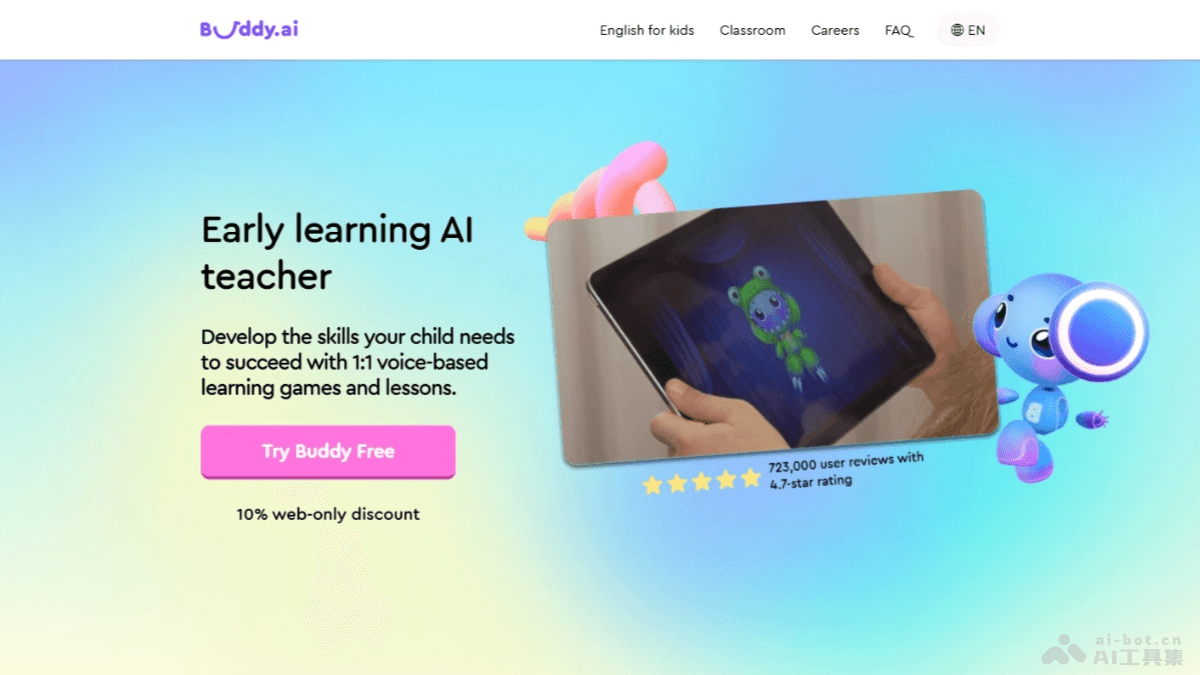 Buddy.ai
English for kids
Classroom
Careers
FAQ
EN
Early learning AI
teacher
Develop the skills your child needs
to succeed with 1:1 voice-based
learning games and lessons.
Try Buddy Free
10% web-only discount
723,000 user reviews with
4.7-star rating
B
ai-bot.cn
AI工具集